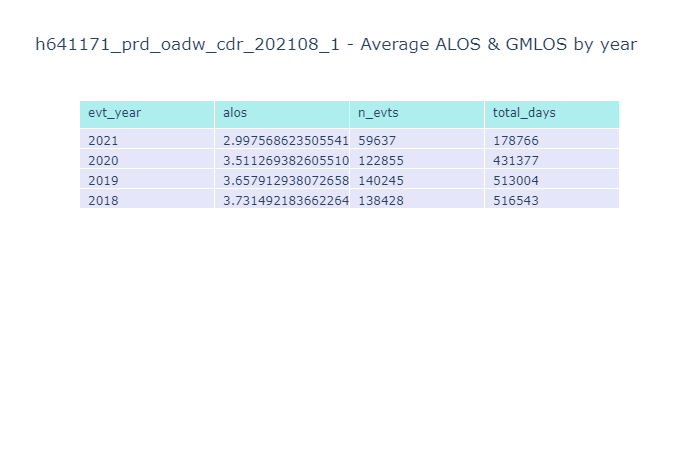 h641171_prd_oadw_cdr_202108_1 - Average ALOS & GMLOS by year
evt_year alos n_evts total_days
2021 2.997568623505541 59637 178766
2020 3.511269382605510 122855 431377
2019 3.657912938072658 140245 513004
2018 3.731492183662264 138428 516543